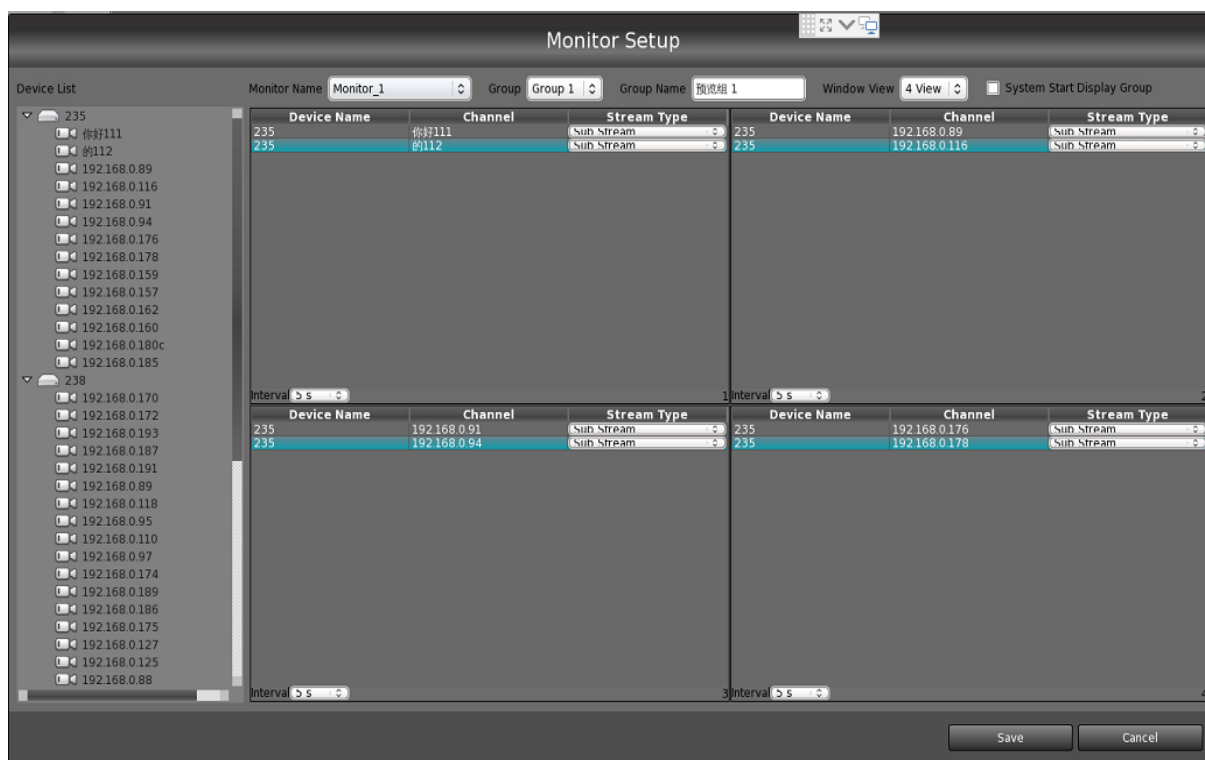 Monitor Setup
Device List
Monitor Name Monitor_1 Group Group 1 Group Name 预览组 1 Window View 4 View System Start Display Group
235
你好111
的112
192.168.0.89
192.168.0.116
192.168.0.91
192.168.0.94
192.168.0.176
192.168.0.178
192.168.0.159
192.168.0.157
192.168.0.162
192.168.0.160
192.168.0.180c
192.168.0.185
238
192.168.0.170
192.168.0.172
192.168.0.193
192.168.0.187
192.168.0.191
192.168.0.89
192.168.0.118
192.168.0.95
192.168.0.110
192.168.0.97
192.168.0.174
192.168.0.189
192.168.0.186
192.168.0.175
192.168.0.127
192.168.0.125
192.168.0.88
Device Name Channel Stream Type
235 你好111 Sub Stream
235 的112 Sub Stream
Interval 5 s 1
Device Name Channel Stream Type
235 192.168.0.89 Sub Stream
235 192.168.0.116 Sub Stream
Interval 5 s 2
Device Name Channel Stream Type
235 192.168.0.91 Sub Stream
235 192.168.0.94 Sub Stream
Interval 5 s 3
Device Name Channel Stream Type
235 192.168.0.176 Sub Stream
235 192.168.0.178 Sub Stream
Interval 5 s 4
Save Cancel